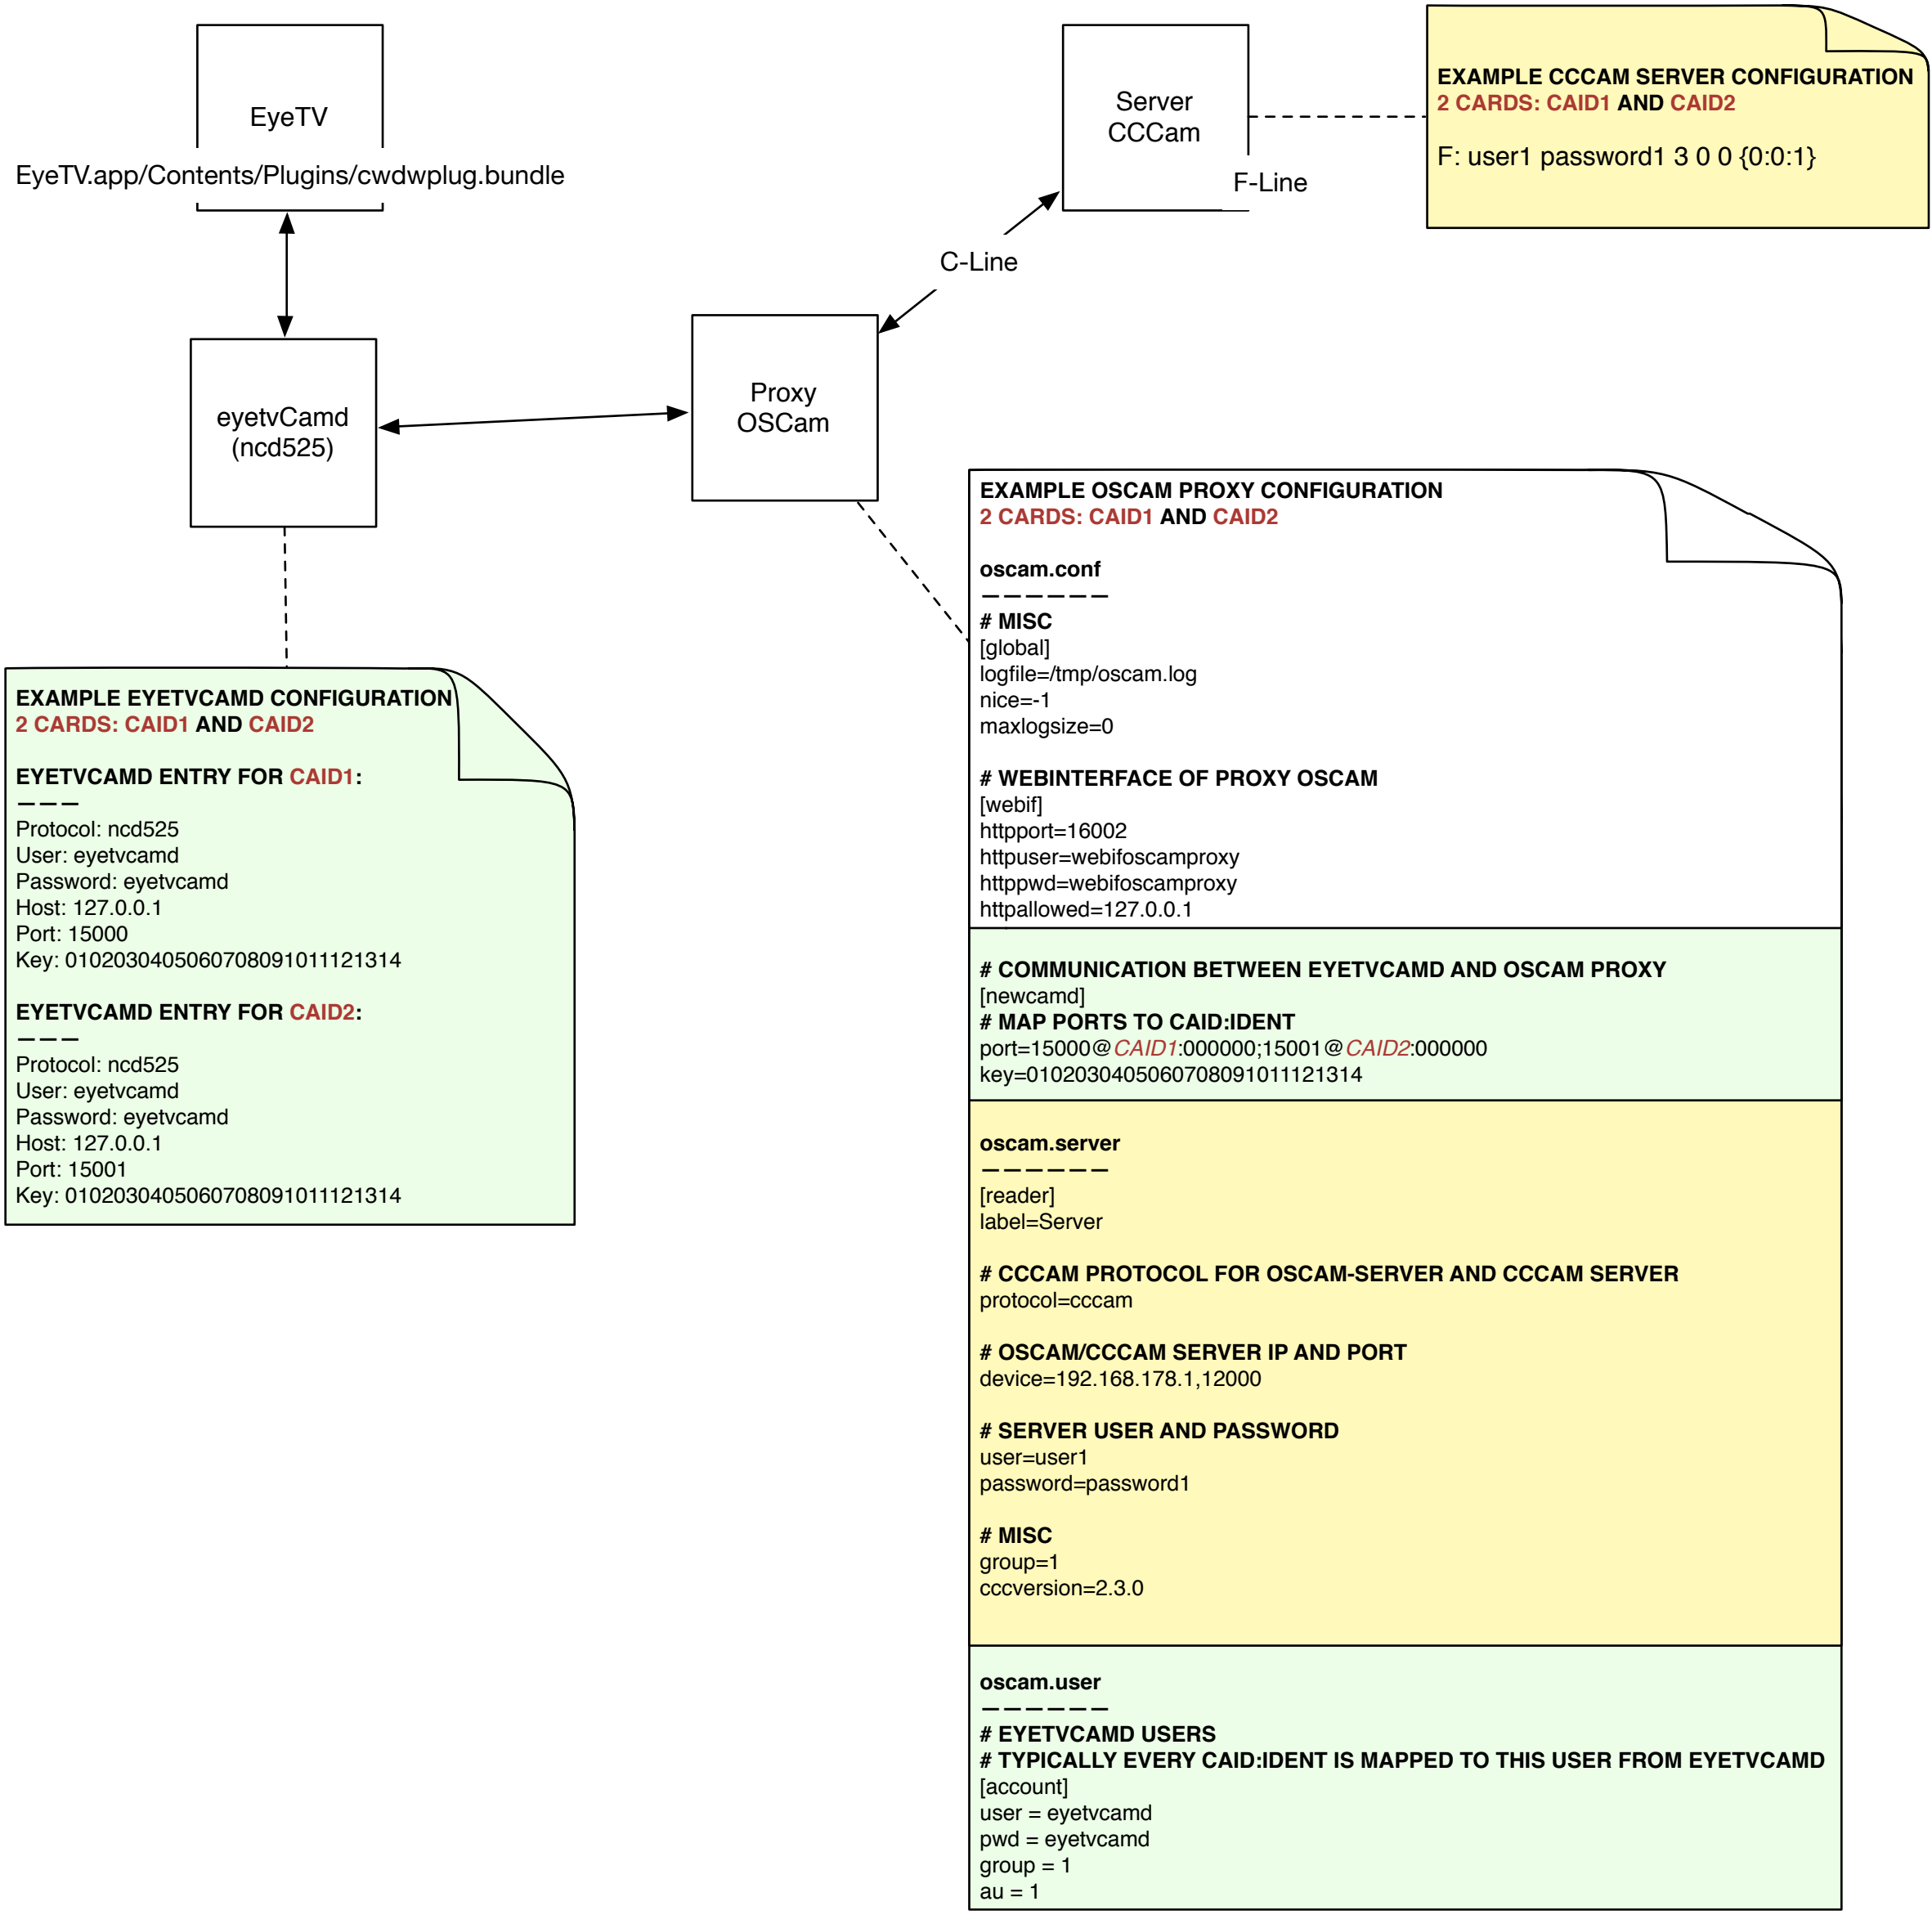 EyeTV
EyeTV.app/Contents/Plugins/cwdwplug.bundle
Server
CCCam
F-Line
EXAMPLE CCCAM SERVER CONFIGURATION
2 CARDS: CAID1 AND CAID2
F: user1 password1 3 0 0 {0:0:1}
C-Line
eyetvCamd
(ncd525)
Proxy
OSCam
EXAMPLE EYETVCAMD CONFIGURATION
2 CARDS: CAID1 AND CAID2
EYETVCAMD ENTRY FOR CAID1:
———
Protocol: ncd525
User: eyetvcamd
Password: eyetvcamd
Host: 127.0.0.1
Port: 15000
Key: 0102030405060708091011121314
EYETVCAMD ENTRY FOR CAID2:
———
Protocol: ncd525
User: eyetvcamd
Password: eyetvcamd
Host: 127.0.0.1
Port: 15001
Key: 0102030405060708091011121314
EXAMPLE OSCAM PROXY CONFIGURATION
2 CARDS: CAID1 AND CAID2
oscam.conf
——————
# MISC
[global]
logfile=/tmp/oscam.log
nice=-1
maxlogsize=0
# WEBINTERFACE OF PROXY OSCAM
[webif]
httpport=16002
httpuser=webifoscamproxy
httppwd=webifoscamproxy
httpallowed=127.0.0.1
# COMMUNICATION BETWEEN EYETVCAMD AND OSCAM PROXY
[newcamd]
# MAP PORTS TO CAID:IDENT
port=15000@CAID1:000000;15001@CAID2:000000
key=0102030405060708091011121314
oscam.server
——————
[reader]
label=Server
# CCCAM PROTOCOL FOR OSCAM-SERVER AND CCCAM SERVER
protocol=cccam
# OSCAM/CCCAM SERVER IP AND PORT
device=192.168.178.1,12000
# SERVER USER AND PASSWORD
user=user1
password=password1
# MISC
group=1
cccversion=2.3.0
oscam.user
——————
# EYETVCAMD USERS
# TYPICALLY EVERY CAID:IDENT IS MAPPED TO THIS USER FROM EYETVCAMD
[account]
user = eyetvcamd
pwd = eyetvcamd
group = 1
au = 1